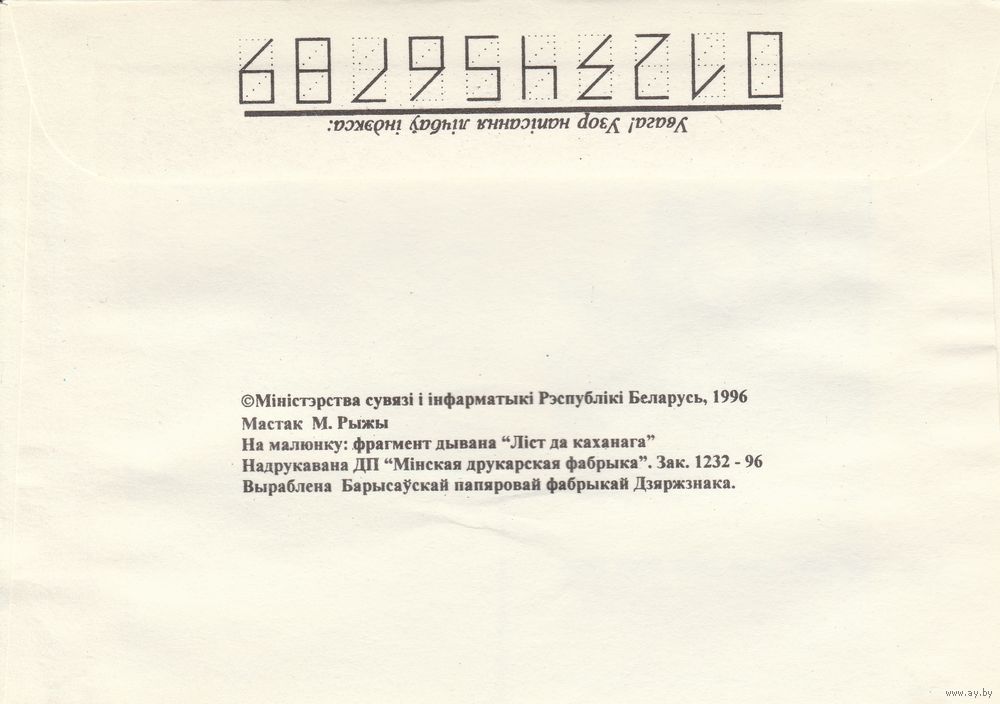 0123456789
Увага! Узор напісання лічбаў індэкса:
©Міністэрства сувязі і інфарматыкі Рэспублікі Беларусь, 1996
Мастак М. Рыжы
На малюнку: фрагмент дывана “Ліст да каханага”
Надрукавана ДП “Мінская друкарская фабрыка”. Зак. 1232 - 96
Выраблена Барысаўскай папяровай фабрыкай Дзяржзнака.
www.ay.by